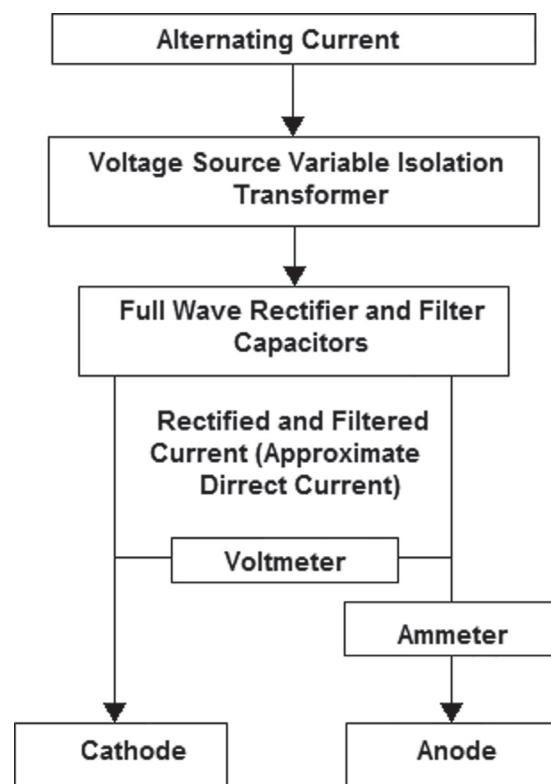 Alternating Current
Voltage Source Variable Isolation
Transformer
Full Wave Rectifier and Filter
Capacitors
Rectified and Filtered
Current (Approximate
Dirrect Current)
Voltmeter
Ammeter
Cathode
Anode